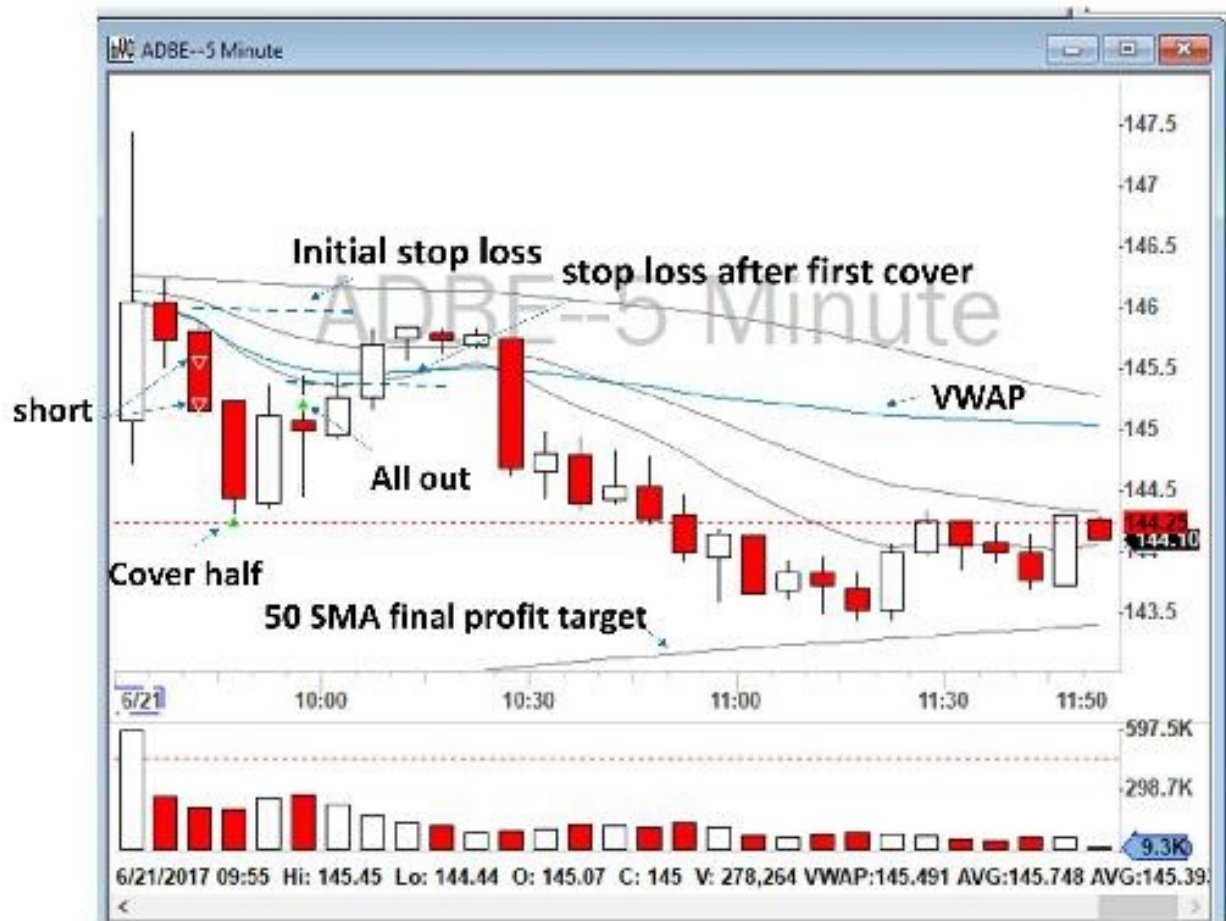 ADBE--5 Minute
147.5
147
146.5
Initial stop loss
stop loss after first cover
ADBE--5 Minute
146
145.5
VWAP
short
145
All out
144.5
144.25
144.10
Cover half
50 SMA final profit target
143.5
6/21 10:00 10:30 11:00 11:30 11:50
597.5K
298.7K
9.3K
6/21/2017 09:55 Hi: 145.45 Lo: 144.44 O: 145.07 C: 145 V: 278,264 VWAP:145.491 AVG:145.748 AVG:145.393